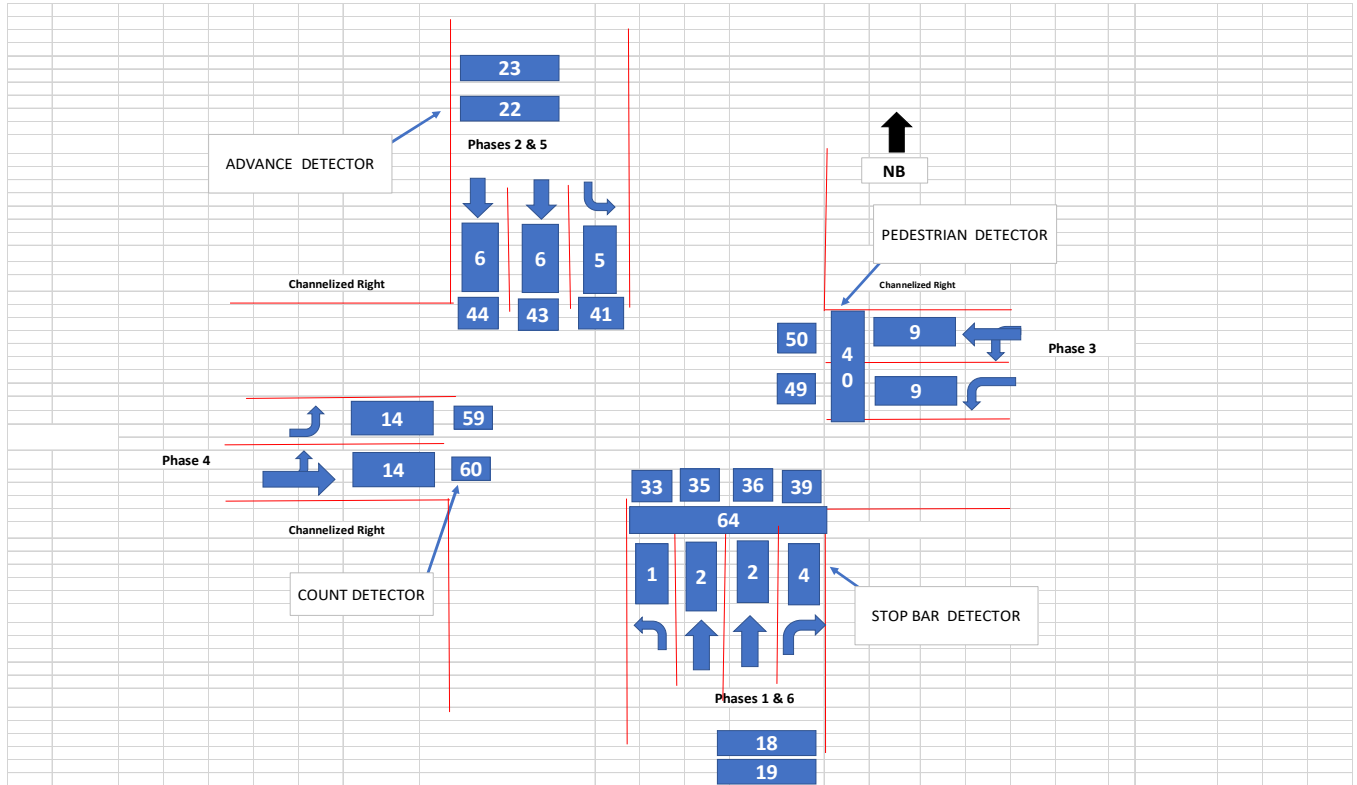 23
22
Phases 2 & 5
ADVANCE DETECTOR
NB
PEDESTRIAN DETECTOR
6
6
5
Channelized Right
Channelized Right
44
43
41
50
40
9
Phase 3
49
9
14
59
Phase 4
14
60
33
35
36
39
64
Channelized Right
1
2
2
4
COUNT DETECTOR
STOP BAR DETECTOR
Phases 1 & 6
18
19